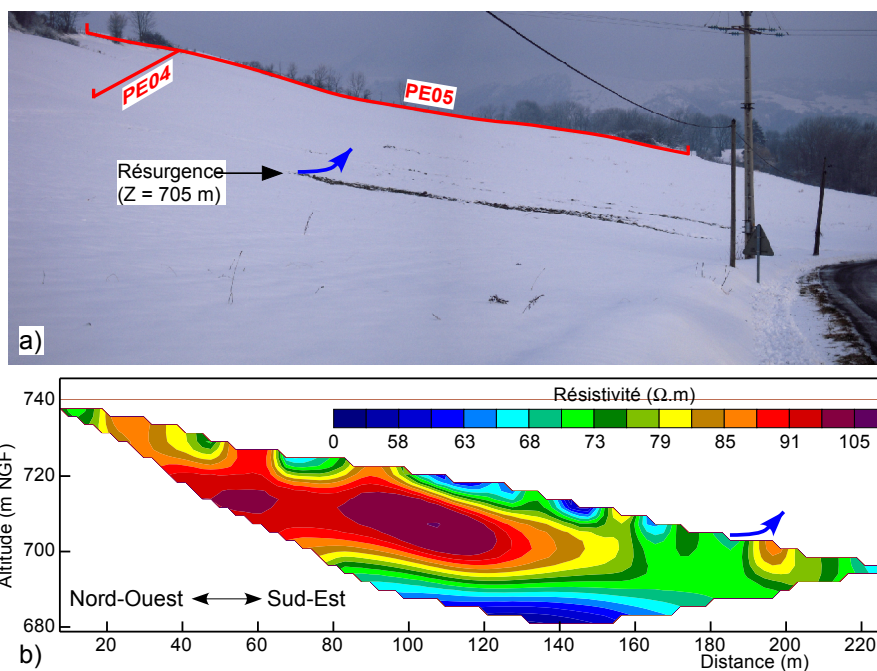 PE04
PE05
Résurgence
(Z = 705 m)
a)
Résistivité (Ω.m)
0 58 63 68 73 79 85 91 105
740
720
700
680
Altitude (m NGF)
Nord-Ouest Sud-Est
20 40 60 80 100 120 140 160 180 200 220
Distance (m)
b)